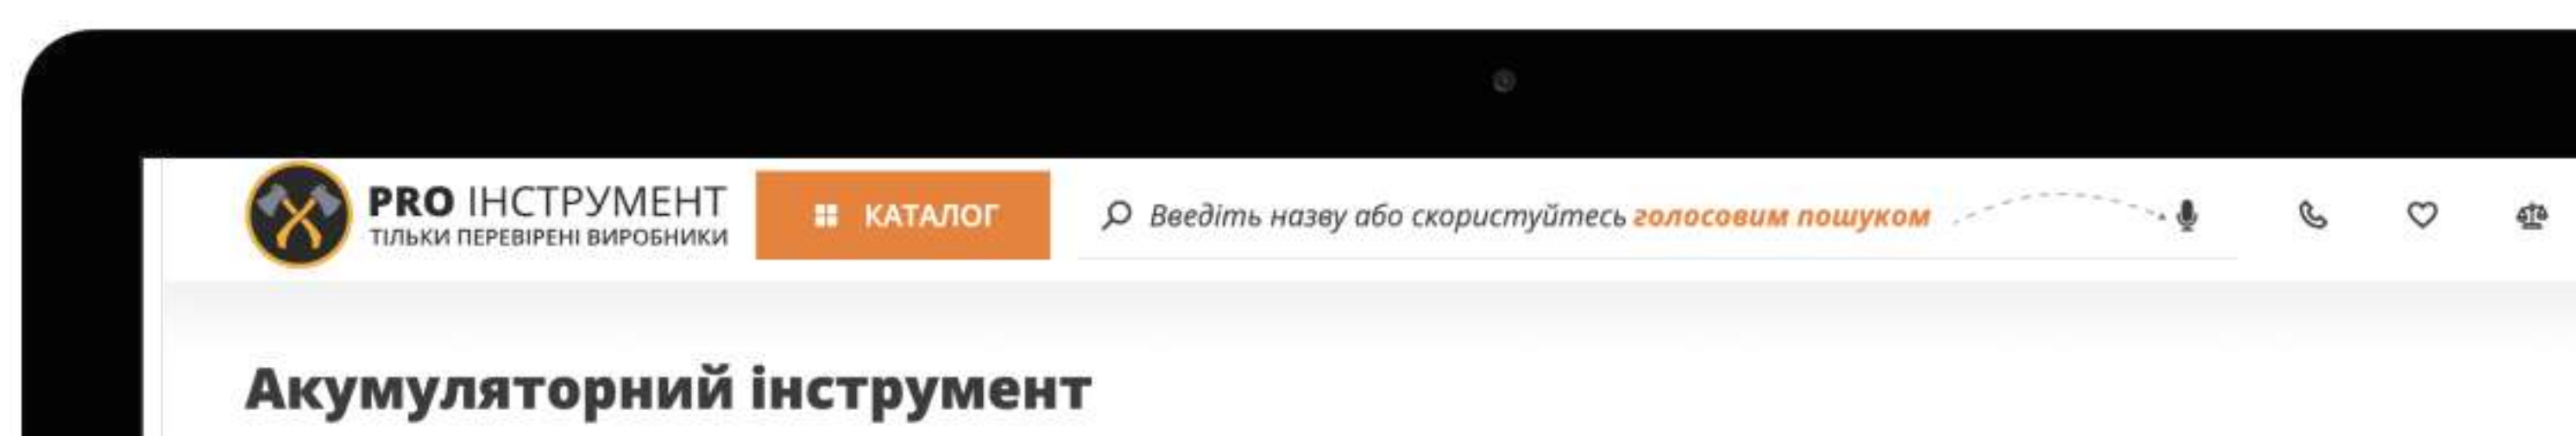 PRO ІНСТРУМЕНТ
ТІЛЬКИ ПЕРЕВІРЕНІ ВИРОБНИКИ
КАТАЛОГ
Введіть назву або скористуйтесь голосовим пошуком
Акумуляторний інструмент